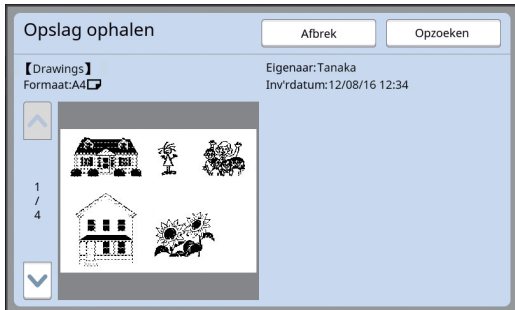 Opslag ophalen
Afbrek
Opzoeken
【Drawings】
Formaat:A4
Eigenaar:Tanaka
Inv'rdatum:12/08/16 12:34
1
/
4